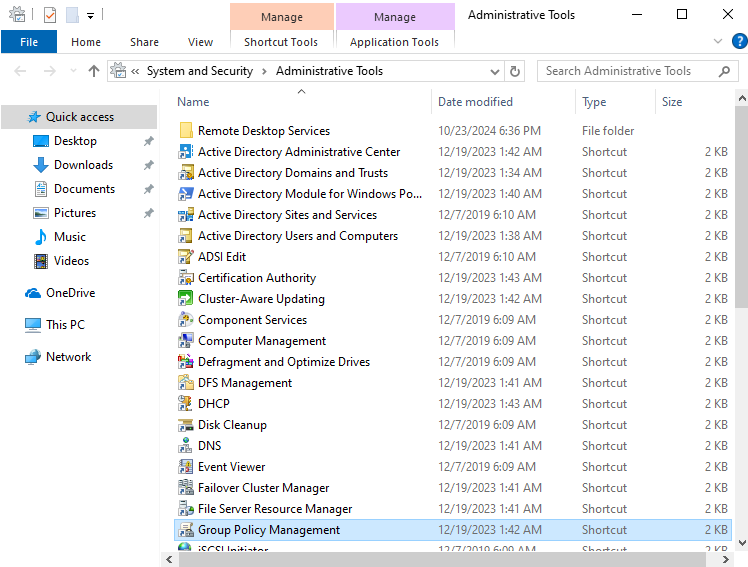 Manage Manage Administrative Tools
File Home Share View Shortcut Tools Application Tools
« System and Security > Administrative Tools Search Administrative Tools
Name Date modified Type Size
Quick access
Desktop
Downloads
Documents
Pictures
Music
Videos
OneDrive
This PC
Network
Remote Desktop Services 10/23/2024 6:36 PM File folder
Active Directory Administrative Center 12/19/2023 1:42 AM Shortcut 2 KB
Active Directory Domains and Trusts 12/19/2023 1:34 AM Shortcut 2 KB
Active Directory Module for Windows Po... 12/19/2023 1:40 AM Shortcut 2 KB
Active Directory Sites and Services 12/7/2019 6:10 AM Shortcut 2 KB
Active Directory Users and Computers 12/19/2023 1:38 AM Shortcut 2 KB
ADSI Edit 12/7/2019 6:10 AM Shortcut 2 KB
Certification Authority 12/19/2023 1:43 AM Shortcut 2 KB
Cluster-Aware Updating 12/19/2023 1:42 AM Shortcut 2 KB
Component Services 12/7/2019 6:09 AM Shortcut 2 KB
Computer Management 12/7/2019 6:09 AM Shortcut 2 KB
Defragment and Optimize Drives 12/7/2019 6:09 AM Shortcut 2 KB
DFS Management 12/19/2023 1:41 AM Shortcut 2 KB
DHCP 12/19/2023 1:43 AM Shortcut 2 KB
Disk Cleanup 12/7/2019 6:09 AM Shortcut 2 KB
DNS 12/19/2023 1:41 AM Shortcut 2 KB
Event Viewer 12/7/2019 6:09 AM Shortcut 2 KB
Failover Cluster Manager 12/19/2023 1:41 AM Shortcut 2 KB
File Server Resource Manager 12/19/2023 1:41 AM Shortcut 2 KB
Group Policy Management 12/19/2023 1:42 AM Shortcut 2 KB
iSCSI Initiator 12/7/2019 6:09 AM Shortcut 2 KB